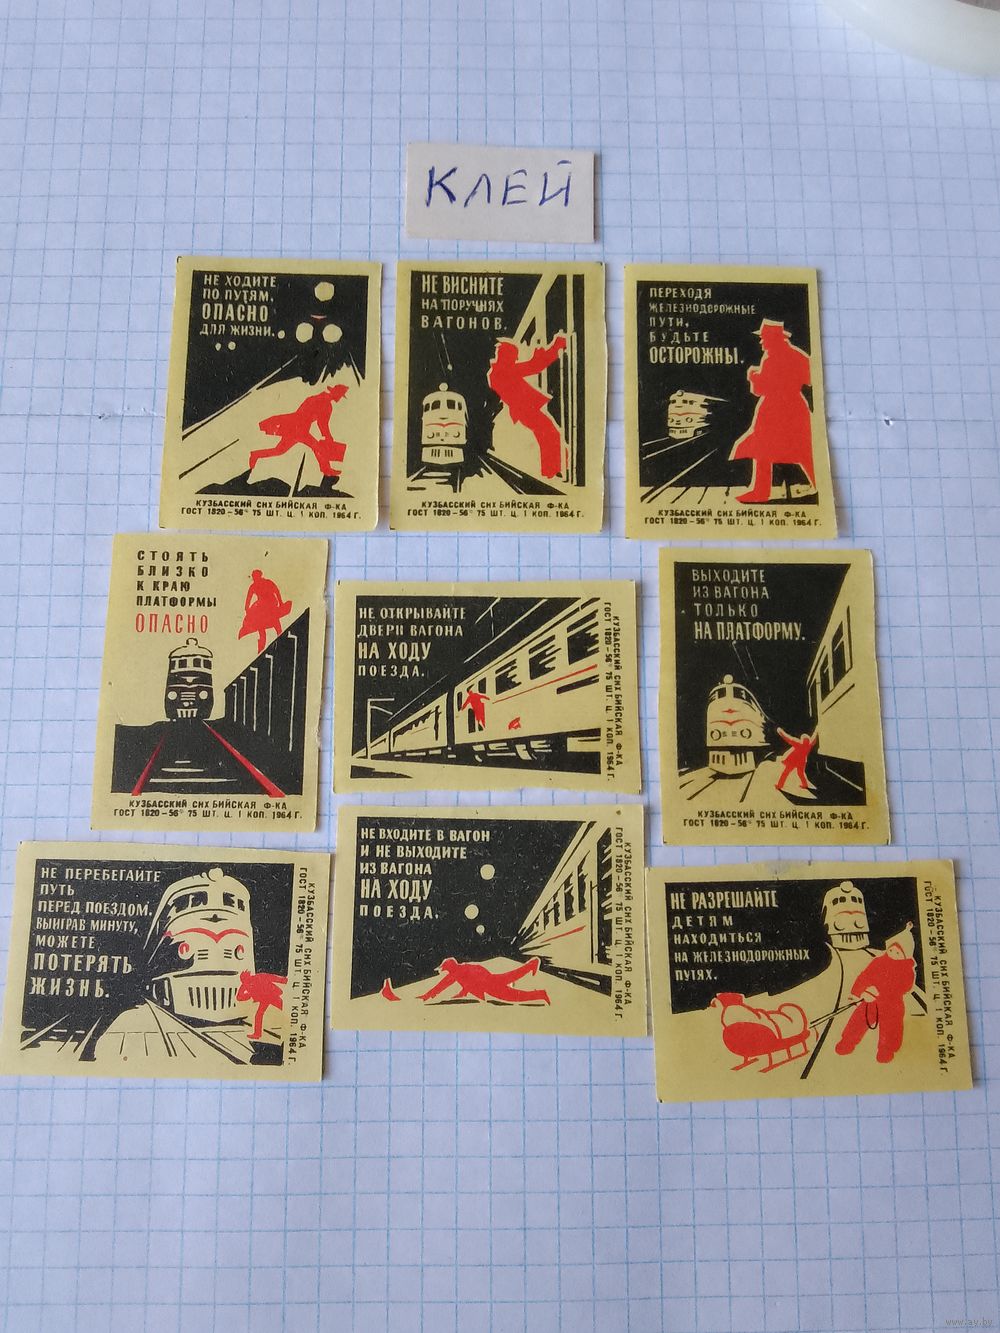 КЛЕЙ
НЕ ХОДИТЕ
ПО ПУТЯМ,
ОПАСНО
ДЛЯ ЖИЗНИ.
КУЗБАССКИЙ СНХ БИЙСКАЯ Ф-КА
ГОСТ 1820-56* 75 ШТ. Ц. 1 КОП. 1964 Г.
НЕ ВИСНИТЕ
НА ПОРУЧНЯХ
ВАГОНОВ.
КУЗБАССКИЙ СНХ БИЙСКАЯ Ф-КА
ГОСТ 1820-56* 75 ШТ. Ц. 1 КОП. 1964 Г.
ПЕРЕХОДЯ
ЖЕЛЕЗНОДОРОЖНЫЕ
ПУТИ,
БУДЬТЕ
ОСТОРОЖНЫ.
КУЗБАССКИЙ СНХ БИЙСКАЯ Ф-КА
ГОСТ 1820-56* 75 ШТ. Ц. 1 КОП. 1964 Г.
СТОЯТЬ
БЛИЗКО
К КРАЮ
ПЛАТФОРМЫ
ОПАСНО
КУЗБАССКИЙ СНХ БИЙСКАЯ Ф-КА
ГОСТ 1820-56* 75 ШТ. Ц. 1 КОП. 1964 Г.
НЕ ОТКРЫВАЙТЕ
ДВЕРИ ВАГОНА
НА ХОДУ
ПОЕЗДА.
КУЗБАССКИЙ СНХ БИЙСКАЯ Ф-КА
ГОСТ 1820-56* 75 ШТ. Ц. 1 КОП. 1964 Г.
ВЫХОДИТЕ
ИЗ ВАГОНА
ТОЛЬКО
НА ПЛАТФОРМУ.
КУЗБАССКИЙ СНХ БИЙСКАЯ Ф-КА
ГОСТ 1820-56* 75 ШТ. Ц. 1 КОП. 1964 Г.
НЕ ПЕРЕБЕГАЙТЕ
ПУТЬ
ПЕРЕД ПОЕЗДОМ.
ВЫИГРАВ МИНУТУ,
МОЖЕТЕ
ПОТЕРЯТЬ
ЖИЗНЬ.
КУЗБАССКИЙ СНХ БИЙСКАЯ Ф-КА
ГОСТ 1820-56* 75 ШТ. Ц. 1 КОП. 1964 Г.
НЕ ВХОДИТЕ В ВАГОН
И НЕ ВЫХОДИТЕ
ИЗ ВАГОНА
НА ХОДУ
ПОЕЗДА.
КУЗБАССКИЙ СНХ БИЙСКАЯ Ф-КА
ГОСТ 1820-56* 75 ШТ. Ц. 1 КОП. 1964 Г.
НЕ РАЗРЕШАЙТЕ
ДЕТЯМ
НАХОДИТЬСЯ
НА ЖЕЛЕЗНОДОРОЖНЫХ
ПУТЯХ.
КУЗБАССКИЙ СНХ БИЙСКАЯ Ф-КА
ГОСТ 1820-56* 75 ШТ. Ц. 1 КОП. 1964 Г.
www.ay.by